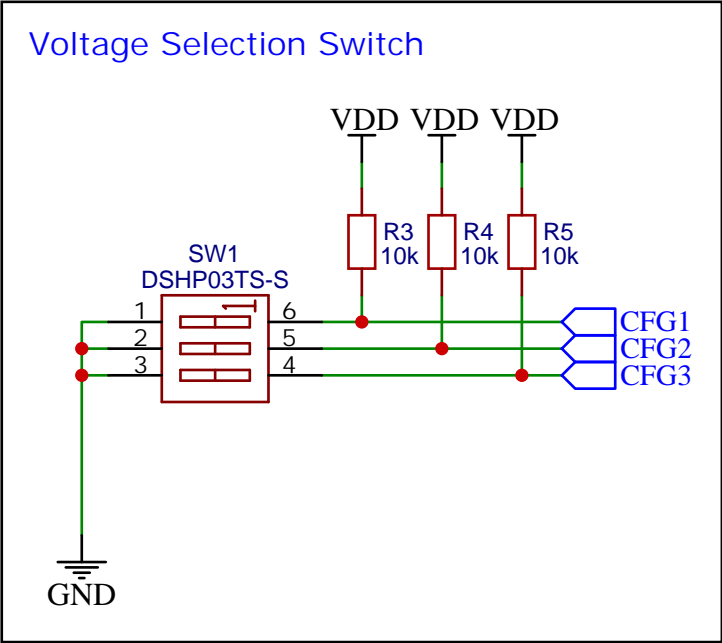 Voltage Selection Switch
VDD VDD VDD
R3 R4 R5
10k 10k 10k
SW1
DSHP03TS-S
1
1 6 CFG1
2 5 CFG2
3 4 CFG3
GND